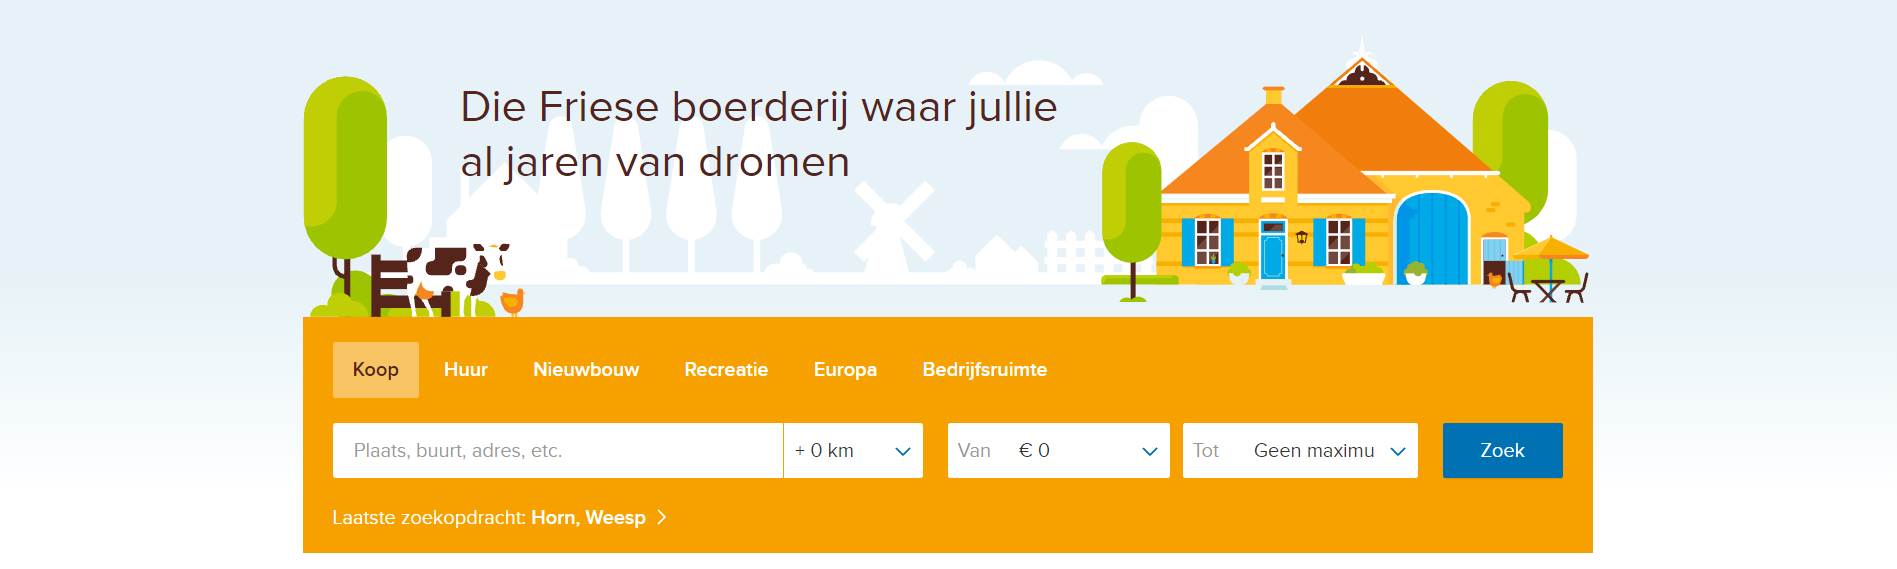 Die Friese boerderij waar jullie
al jaren van dromen
Koop Huur Nieuwbouw Recreatie Europa Bedrijfsruimte
Plaats, buurt, adres, etc. + 0 km Van € 0 Tot Geen maximu Zoek
Laatste zoekopdracht: Horn, Weesp